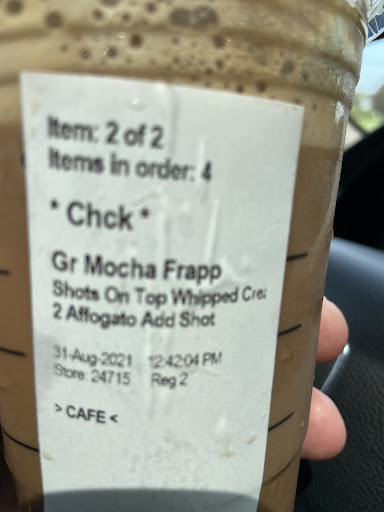 Item: 2 of 2
Items in order: 4
* Chck *
Gr Mocha Frapp
Shots On Top Whipped Crea
2 Affogato Add Shot
31-Aug-2021 12:42:04 PM
Store: 24715 Reg 2
> CAFE <